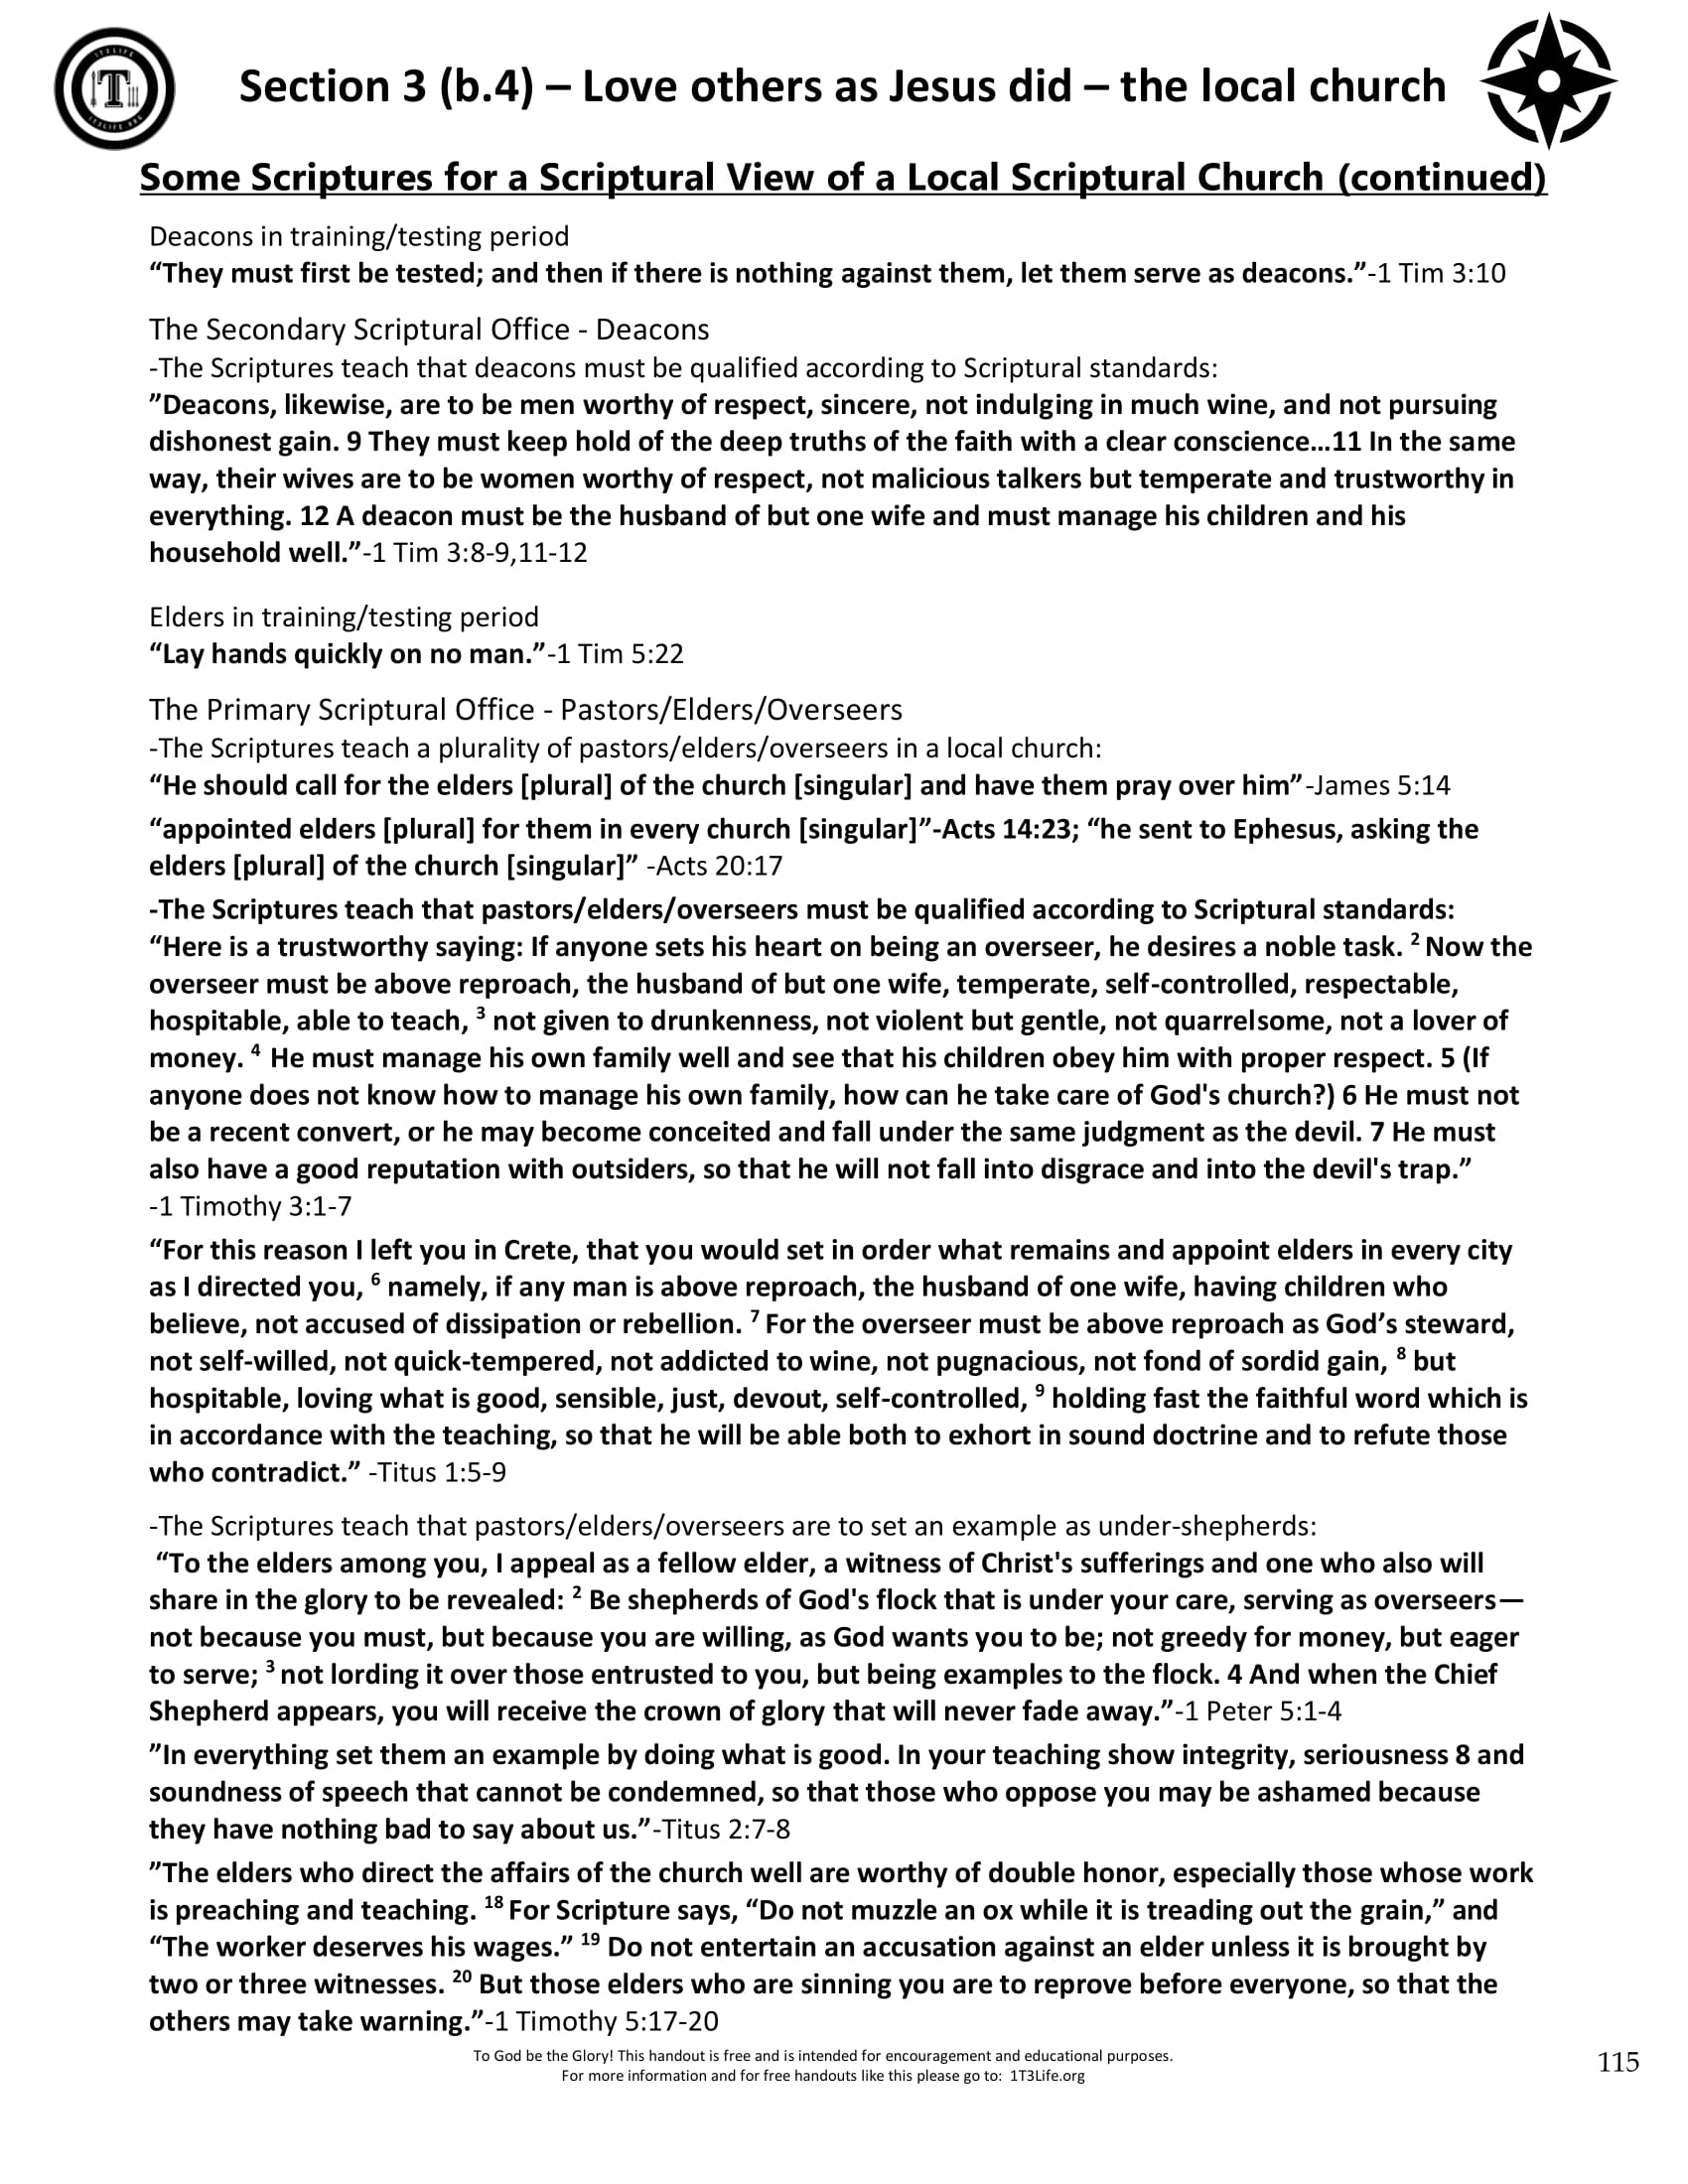 1T3LIFE
T
1T3LIFE.ORG
Section 3 (b.4) – Love others as Jesus did – the local church
Some Scriptures for a Scriptural View of a Local Scriptural Church (continued)
Deacons in training/testing period
“They must first be tested; and then if there is nothing against them, let them serve as deacons.”-1 Tim 3:10
The Secondary Scriptural Office - Deacons
-The Scriptures teach that deacons must be qualified according to Scriptural standards:
”Deacons, likewise, are to be men worthy of respect, sincere, not indulging in much wine, and not pursuing
dishonest gain. 9 They must keep hold of the deep truths of the faith with a clear conscience…11 In the same
way, their wives are to be women worthy of respect, not malicious talkers but temperate and trustworthy in
everything. 12 A deacon must be the husband of but one wife and must manage his children and his
household well.”-1 Tim 3:8-9,11-12
Elders in training/testing period
“Lay hands quickly on no man.”-1 Tim 5:22
The Primary Scriptural Office - Pastors/Elders/Overseers
-The Scriptures teach a plurality of pastors/elders/overseers in a local church:
“He should call for the elders [plural] of the church [singular] and have them pray over him”-James 5:14
“appointed elders [plural] for them in every church [singular]”-Acts 14:23; “he sent to Ephesus, asking the
elders [plural] of the church [singular]” -Acts 20:17
-The Scriptures teach that pastors/elders/overseers must be qualified according to Scriptural standards:
“Here is a trustworthy saying: If anyone sets his heart on being an overseer, he desires a noble task. 2 Now the
overseer must be above reproach, the husband of but one wife, temperate, self-controlled, respectable,
hospitable, able to teach, 3 not given to drunkenness, not violent but gentle, not quarrelsome, not a lover of
money. 4 He must manage his own family well and see that his children obey him with proper respect. 5 (If
anyone does not know how to manage his own family, how can he take care of God's church?) 6 He must not
be a recent convert, or he may become conceited and fall under the same judgment as the devil. 7 He must
also have a good reputation with outsiders, so that he will not fall into disgrace and into the devil's trap.”
-1 Timothy 3:1-7
“For this reason I left you in Crete, that you would set in order what remains and appoint elders in every city
as I directed you, 6 namely, if any man is above reproach, the husband of one wife, having children who
believe, not accused of dissipation or rebellion. 7 For the overseer must be above reproach as God’s steward,
not self-willed, not quick-tempered, not addicted to wine, not pugnacious, not fond of sordid gain, 8 but
hospitable, loving what is good, sensible, just, devout, self-controlled, 9 holding fast the faithful word which is
in accordance with the teaching, so that he will be able both to exhort in sound doctrine and to refute those
who contradict.” -Titus 1:5-9
-The Scriptures teach that pastors/elders/overseers are to set an example as under-shepherds:
“To the elders among you, I appeal as a fellow elder, a witness of Christ's sufferings and one who also will
share in the glory to be revealed: 2 Be shepherds of God's flock that is under your care, serving as overseers—
not because you must, but because you are willing, as God wants you to be; not greedy for money, but eager
to serve; 3 not lording it over those entrusted to you, but being examples to the flock. 4 And when the Chief
Shepherd appears, you will receive the crown of glory that will never fade away.”-1 Peter 5:1-4
”In everything set them an example by doing what is good. In your teaching show integrity, seriousness 8 and
soundness of speech that cannot be condemned, so that those who oppose you may be ashamed because
they have nothing bad to say about us.”-Titus 2:7-8
”The elders who direct the affairs of the church well are worthy of double honor, especially those whose work
is preaching and teaching. 18 For Scripture says, “Do not muzzle an ox while it is treading out the grain,” and
“The worker deserves his wages.” 19 Do not entertain an accusation against an elder unless it is brought by
two or three witnesses. 20 But those elders who are sinning you are to reprove before everyone, so that the
others may take warning.”-1 Timothy 5:17-20
To God be the Glory! This handout is free and is intended for encouragement and educational purposes.
For more information and for free handouts like this please go to: 1T3Life.org
115